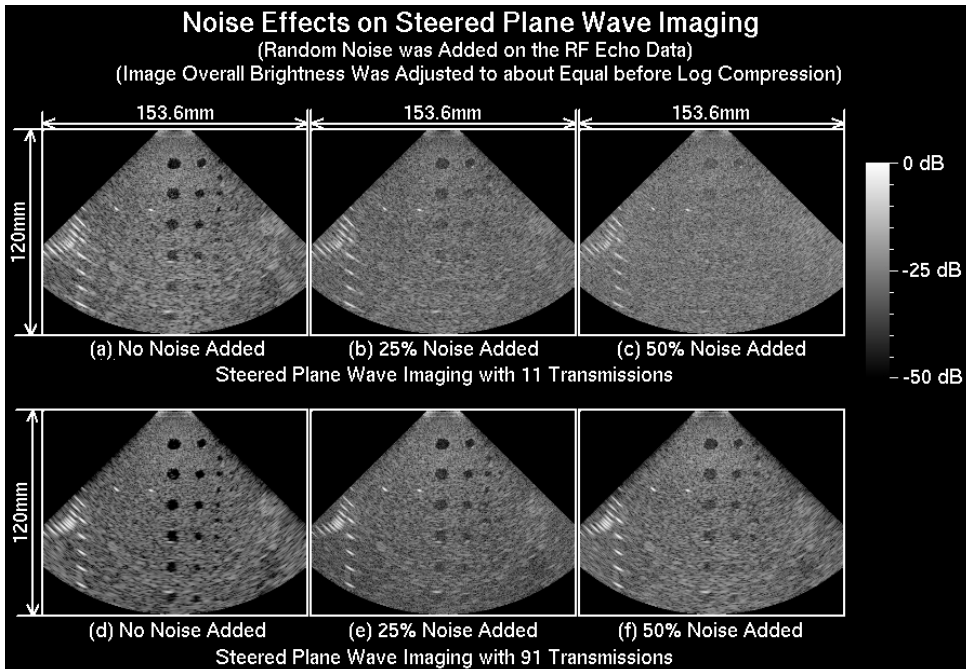 Noise Effects on Steered Plane Wave Imaging
(Random Noise was Added on the RF Echo Data)
(Image Overall Brightness Was Adjusted to about Equal before Log Compression)
153.6mm
153.6mm
153.6mm
120mm
0 dB
-25 dB
-50 dB
(a) No Noise Added
(b) 25% Noise Added
(c) 50% Noise Added
Steered Plane Wave Imaging with 11 Transmissions
120mm
(d) No Noise Added
(e) 25% Noise Added
(f) 50% Noise Added
Steered Plane Wave Imaging with 91 Transmissions